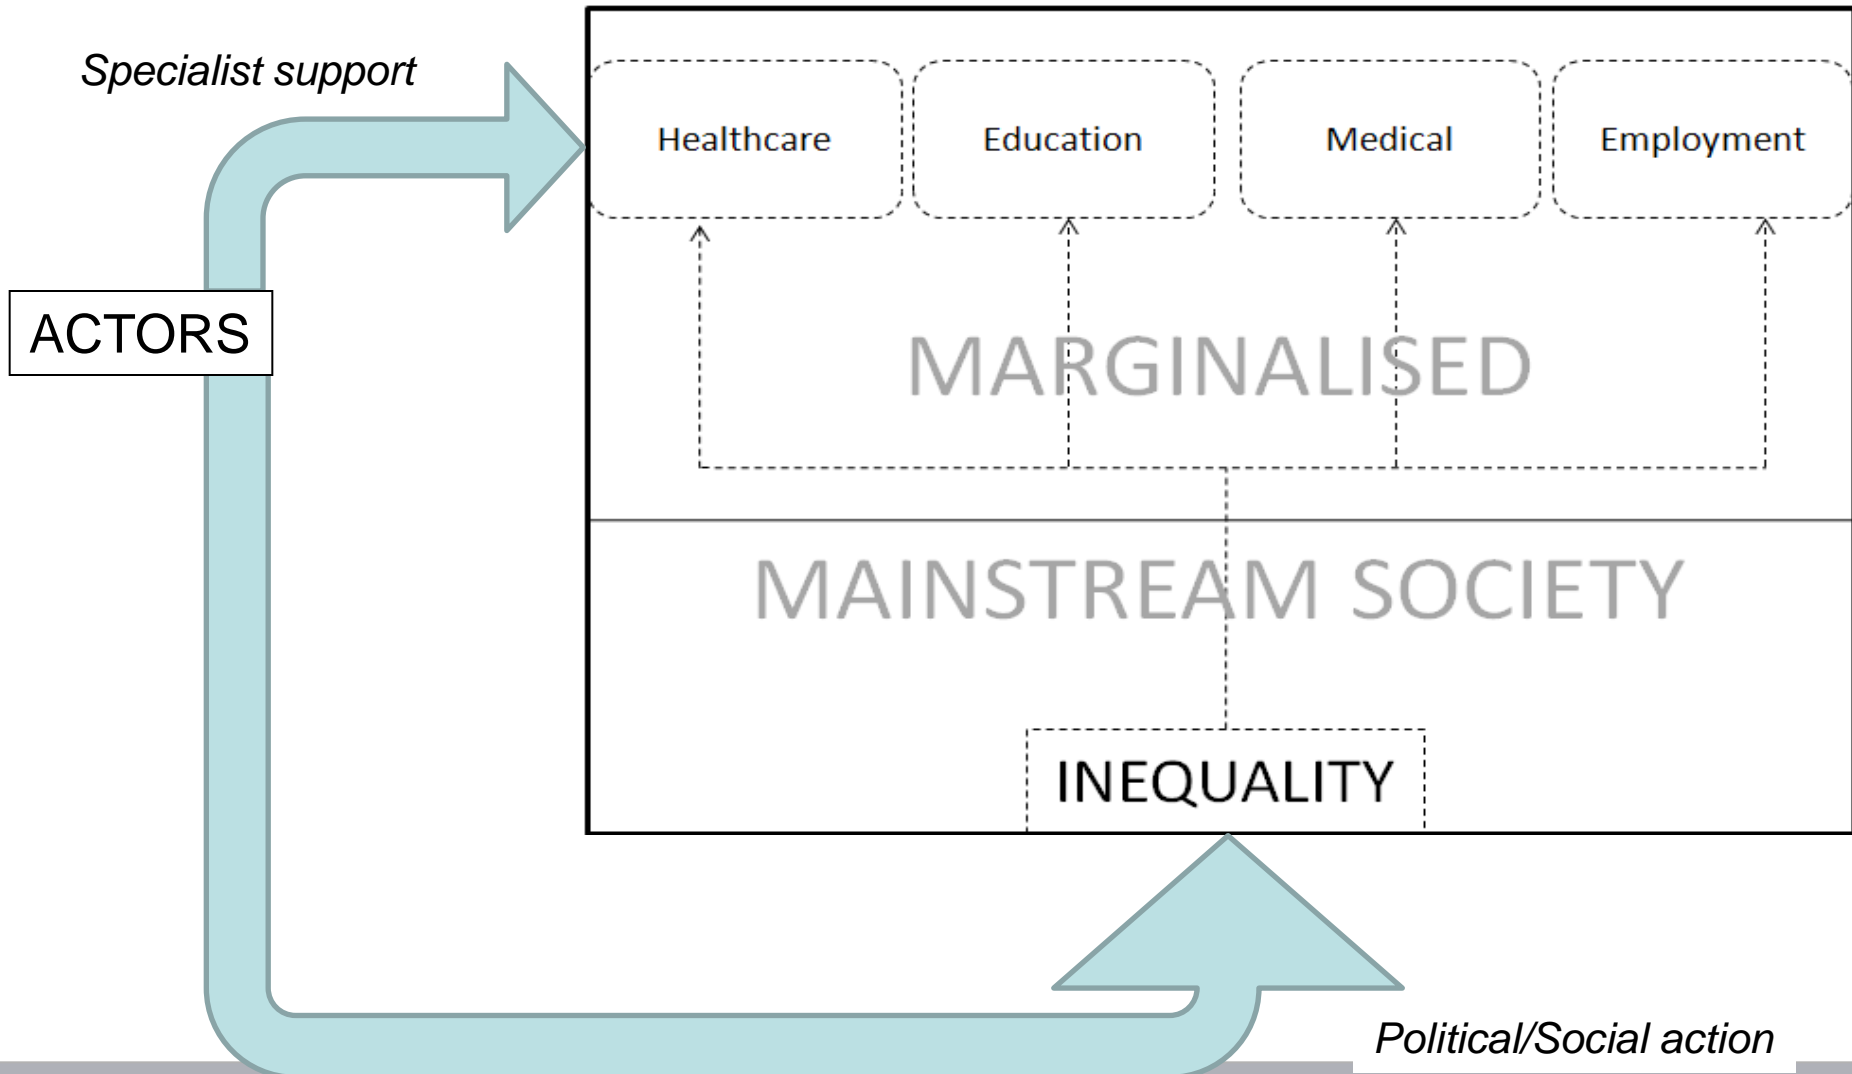 Specialist support
Healthcare
Education
Medical
Employment
ACTORS
MARGINALISED
MAINSTREAM SOCIETY
INEQUALITY
Political/Social action